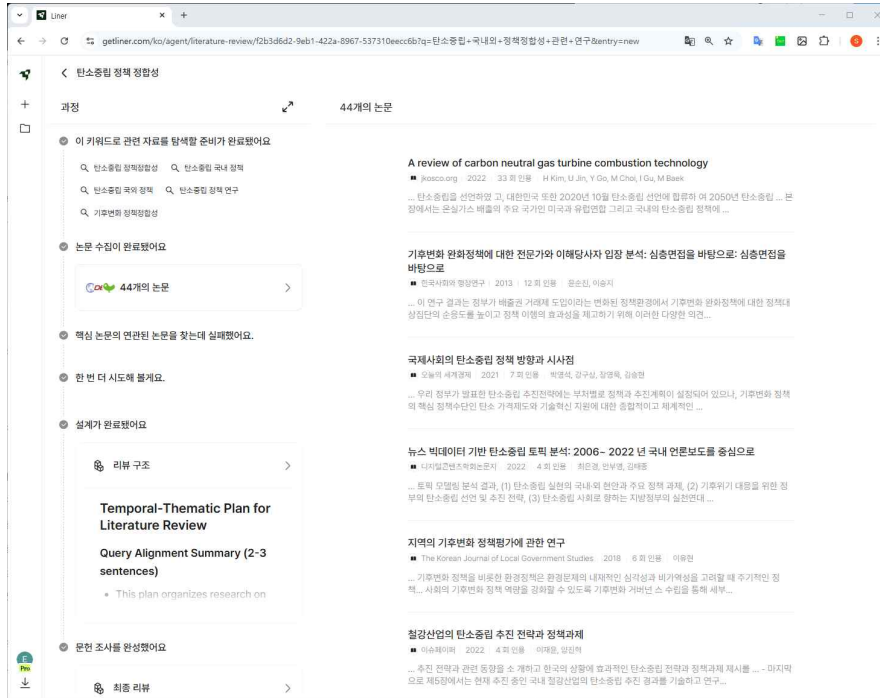 Liner
getliner.com/ko/agent/literature-review/f2b3d6d2-9eb1-422a-8967-537310eecc6b?q=탄소중립+국내외+정책정합성+관련+연구&entry=new
탄소중립 정책 정합성
과정
이 키워드로 관련 자료를 탐색할 준비가 완료됐어요
탄소중립 정책정합성
탄소중립 국내 정책
탄소중립 국외 정책
탄소중립 정책 연구
기후변화 정책정합성
논문 수집이 완료됐어요
44개의 논문
핵심 논문의 연관된 논문을 찾는데 실패했어요.
한 번 더 시도해 볼게요.
설계가 완료됐어요
리뷰 구조
Temporal-Thematic Plan for
Literature Review
Query Alignment Summary (2-3
sentences)
• This plan organizes research on
문헌 조사를 완성했어요
최종 리뷰
E
Pro
S
44개의 논문
A review of carbon neutral gas turbine combustion technology
jkosco.org 2022 33 회 인용 H Kim, U Jin, Y Go, M Choi, I Gu, M Baek
... 탄소중립을 선언하였 고, 대한민국 또한 2020년 10월 탄소중립 선언에 합류하 여 2050년 탄소중립 ... 본
장에서는 온실가스 배출의 주요 국가인 미국과 유럽연합 그리고 국내의 탄소중립 정책에 ...
기후변화 완화정책에 대한 전문가와 이해당사자 입장 분석: 심층면접을 바탕으로: 심층면접을
바탕으로
한국사회와 행정연구 2013 12 회 인용 윤순진, 이승지
... 이 연구 결과는 정부가 배출권 거래제 도입이라는 변화된 정책환경에서 기후변화 완화정책에 대한 정책대
상집단의 순응도를 높이고 정책 이행의 효과성을 제고하기 위해 이러한 다양한 의견...
국제사회의 탄소중립 정책 방향과 시사점
오늘의 세계경제 2021 7 회 인용 박영석, 강구상, 장영욱, 김승현
... 우리 정부가 발표한 탄소중립 추진전략에는 부처별로 정책과 추진계획이 설정되어 있으나, 기후변화 정책
의 핵심 정책수단인 탄소 가격제도와 기술혁신 지원에 대한 종합적이고 체계적인 ...
뉴스 빅데이터 기반 탄소중립 토픽 분석: 2006~ 2022 년 국내 언론보도를 중심으로
디지털콘텐츠학회논문지 2022 4 회 인용 최은경, 안부영, 김태종
... 토픽 모델링 분석 결과, (1) 탄소중립 실현의 국내·외 현안과 주요 정책 과제, (2) 기후위기 대응을 위한 정
부의 탄소중립 선언 및 추진 전략, (3) 탄소중립 사회로 향하는 지방정부의 실천연대 ...
지역의 기후변화 정책평가에 관한 연구
The Korean Journal of Local Government Studies 2018 6 회 인용 이유현
... 기후변화 정책을 비롯한 환경정책은 환경문제의 내재적인 심각성과 비가역성을 고려할 때 주기적인 정
책... 사회의 기후변화 정책 역량을 강화할 수 있도록 기후변화 거버넌 스 수립을 통해 세부...
철강산업의 탄소중립 추진 전략과 정책과제
이슈페이퍼 2022 4 회 인용 이재윤, 양진혁
... 추진 전략과 관련 동향을 소 개하고 한국의 상황에 효과적인 탄소중립 전략과 정책과제 제시를 ... - 마지막
으로 제5장에서는 현재 추진 중인 국내 철강산업의 탄소중립 추진 경과를 기술하고 연구...